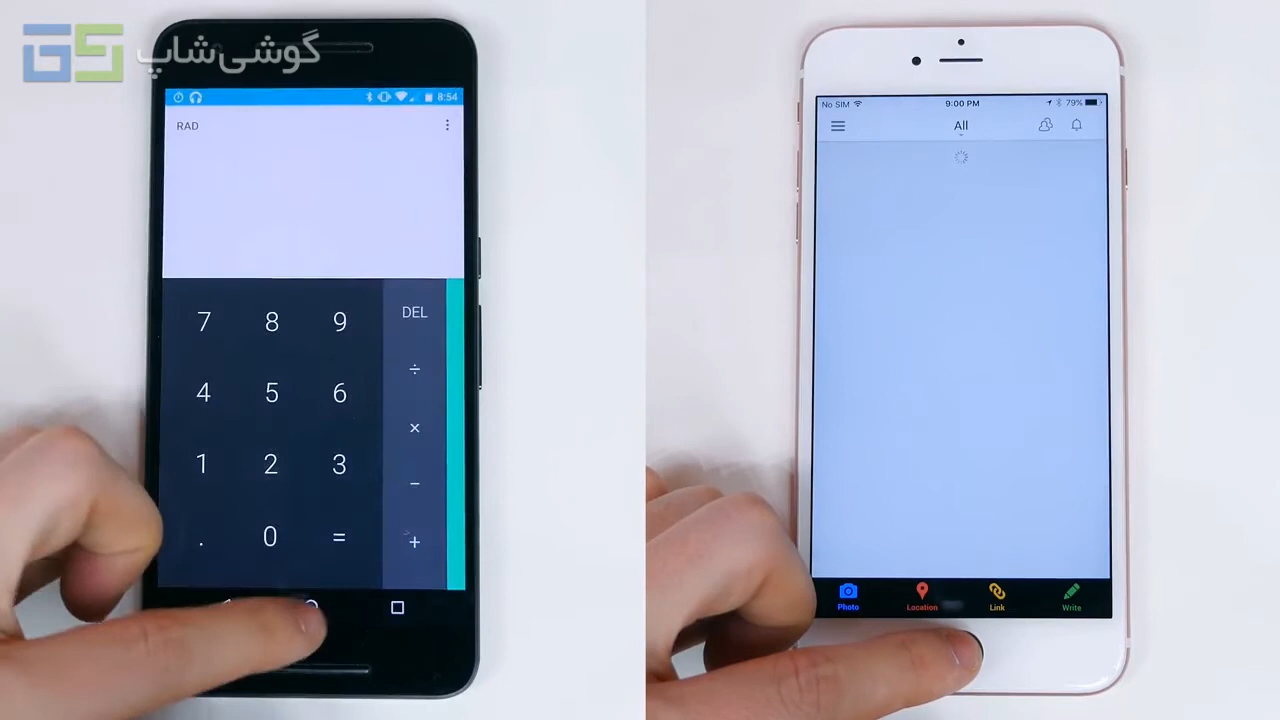 GS گوشی‌شاپ
8:54
RAD
7 8 9 DEL
÷
4 5 6
×
1 2 3
−
. 0 = +
No SIM 9:00 PM 79%
All
Photo Location Link Write